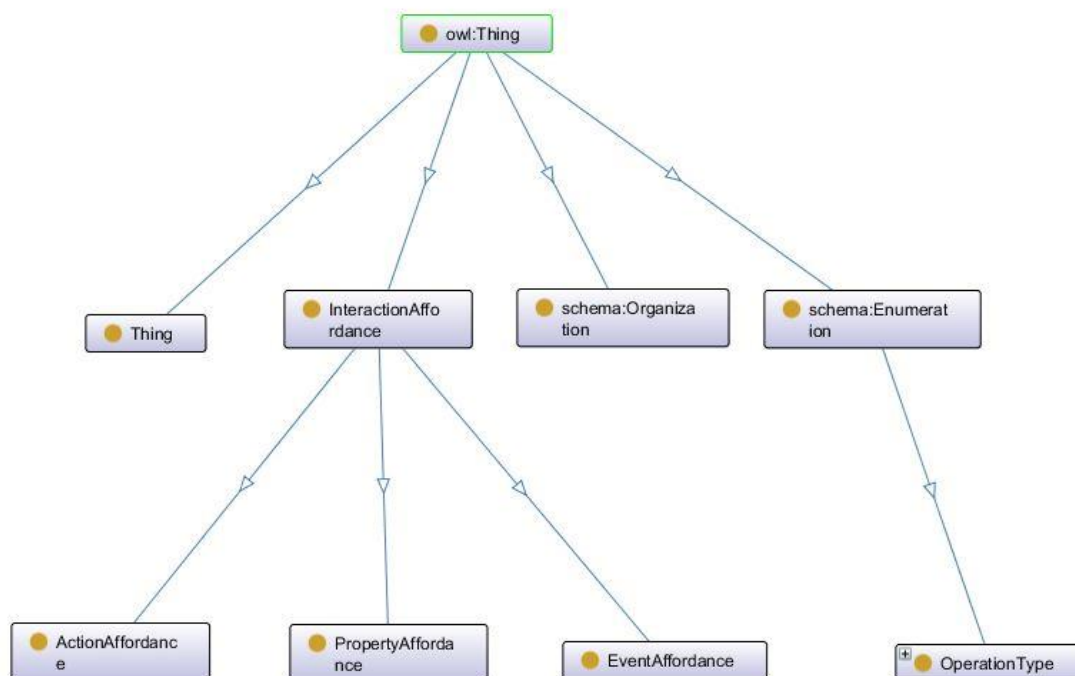 owl:Thing
Thing
InteractionAffo
rdance
schema:Organiza
tion
schema:Enumerat
ion
ActionAffordanc
e
PropertyAfforda
nce
EventAffordance
OperationType